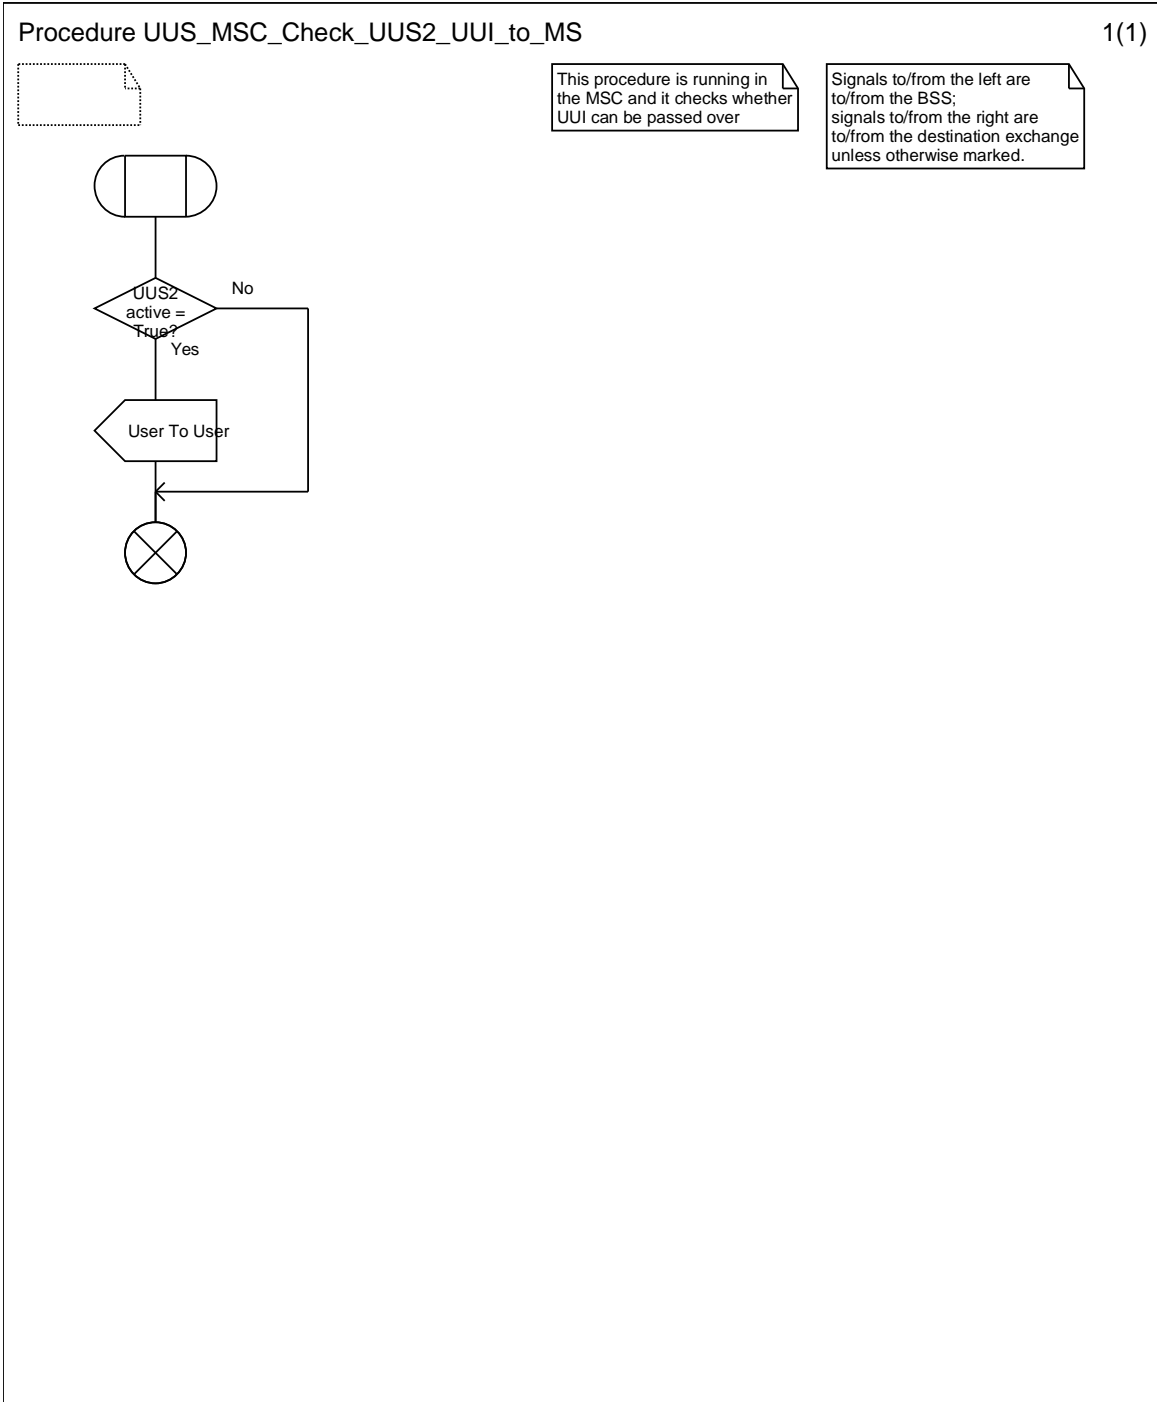 Procedure UUS_MSC_Check_UUS2_UUI_to_MS
1(1)
This procedure is running in
the MSC and it checks whether
UUI can be passed over
Signals to/from the left are
to/from the BSS;
signals to/from the right are
to/from the destination exchange
unless otherwise marked.
UUS2
active =
True?
No
Yes
User To User